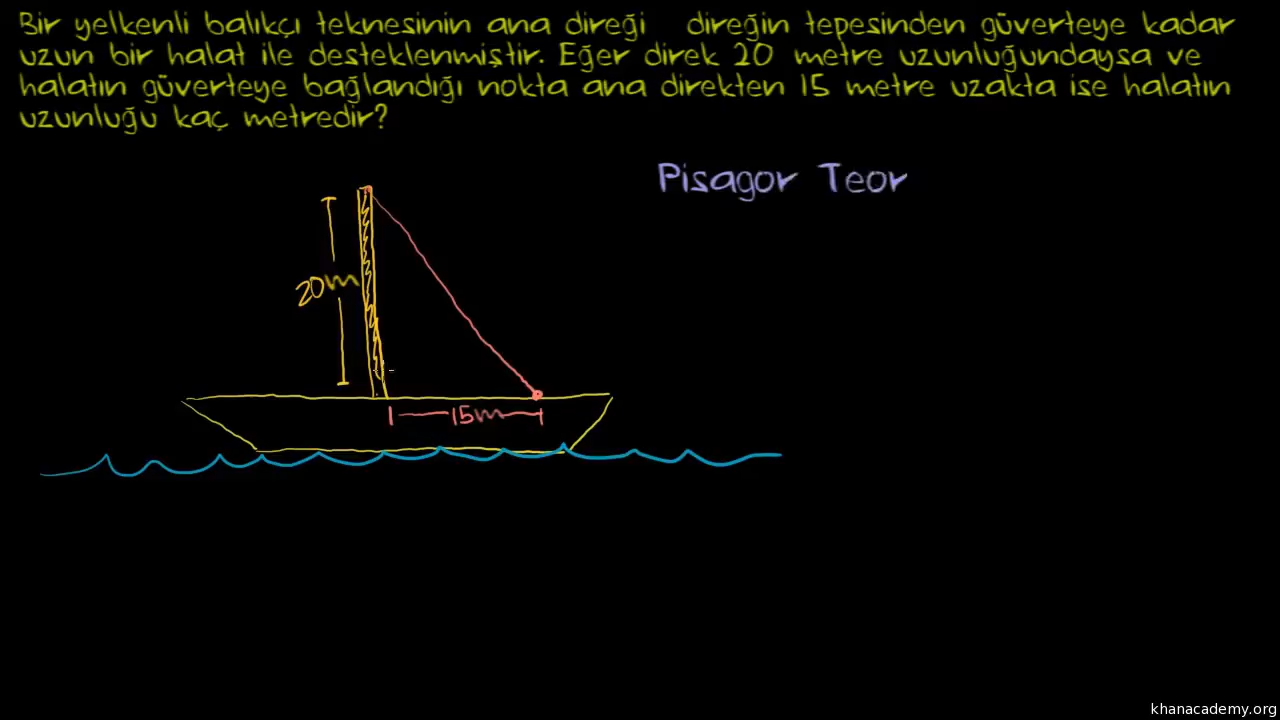 Bir yelkenli balıkçı teknesinin ana direği direğin tepesinden güverteye kadar
uzun bir halat ile desteklenmiştir. Eğer direk 20 metre uzunluğundaysa ve
halatın güverteye bağlandığı nokta ana direkten 15 metre uzakta ise halatın
uzunluğu kaç metredir?
Pisagor Teor
20m
15m
khanacademy.org